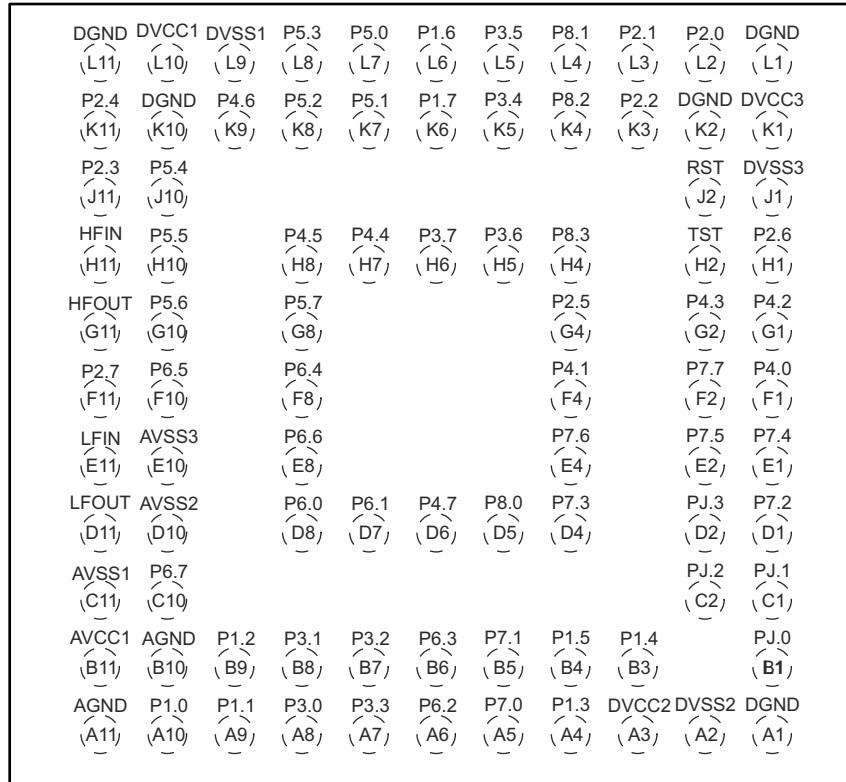 DGND DVCC1 DVSS1 P5.3 P5.0 P1.6 P3.5 P8.1 P2.1 P2.0 DGND
L11 L10 L9 L8 L7 L6 L5 L4 L3 L2 L1
P2.4 DGND P4.6 P5.2 P5.1 P1.7 P3.4 P8.2 P2.2 DGND DVCC3
K11 K10 K9 K8 K7 K6 K5 K4 K3 K2 K1
P2.3 P5.4 RST DVSS3
J11 J10 J2 J1
HFIN P5.5 P4.5 P4.4 P3.7 P3.6 P8.3 TST P2.6
H11 H10 H8 H7 H6 H5 H4 H2 H1
HFOUT P5.6 P5.7 P2.5 P4.3 P4.2
G11 G10 G8 G4 G2 G1
P2.7 P6.5 P6.4 P4.1 P7.7 P4.0
F11 F10 F8 F4 F2 F1
LFIN AVSS3 P6.6 P7.6 P7.5 P7.4
E11 E10 E8 E4 E2 E1
LFOUT AVSS2 P6.0 P6.1 P4.7 P8.0 P7.3 PJ.3 P7.2
D11 D10 D8 D7 D6 D5 D4 D2 D1
AVSS1 P6.7 PJ.2 PJ.1
C11 C10 C2 C1
AVCC1 AGND P1.2 P3.1 P3.2 P6.3 P7.1 P1.5 P1.4 PJ.0
B11 B10 B9 B8 B7 B6 B5 B4 B3 B1
AGND P1.0 P1.1 P3.0 P3.3 P6.2 P7.0 P1.3 DVCC2 DVSS2 DGND
A11 A10 A9 A8 A7 A6 A5 A4 A3 A2 A1